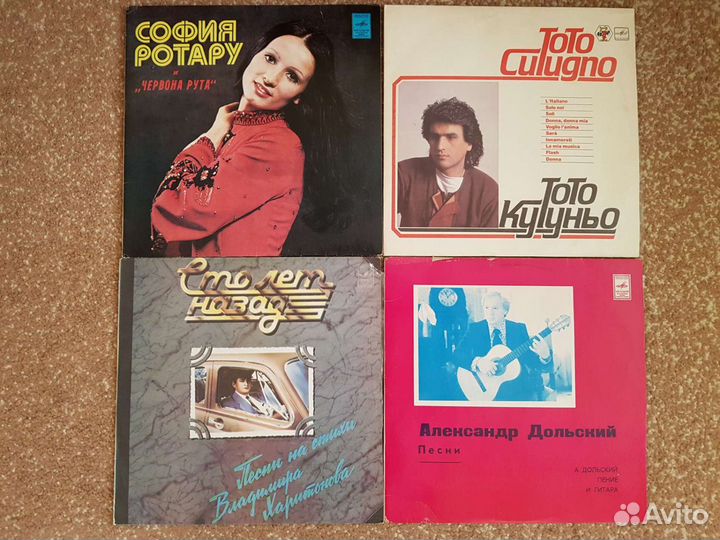 СОФИЯ
РОТАРУ
и
„ЧЕРВОНА РУТА“
ToTo
Cutugno
L'Italiano
Solo noi
Soli
Donna, donna mia
Voglio l'anima
Sarà
Innamorati
La mia musica
Flash
Donna
ТоТо
Кутуньо
Сто лет
назад
Песни на стихи
Владимира
Харитонова
Александр Дольский
Песни
А. ДОЛЬСКИЙ
ПЕНИЕ
И ГИТАРА
Avito